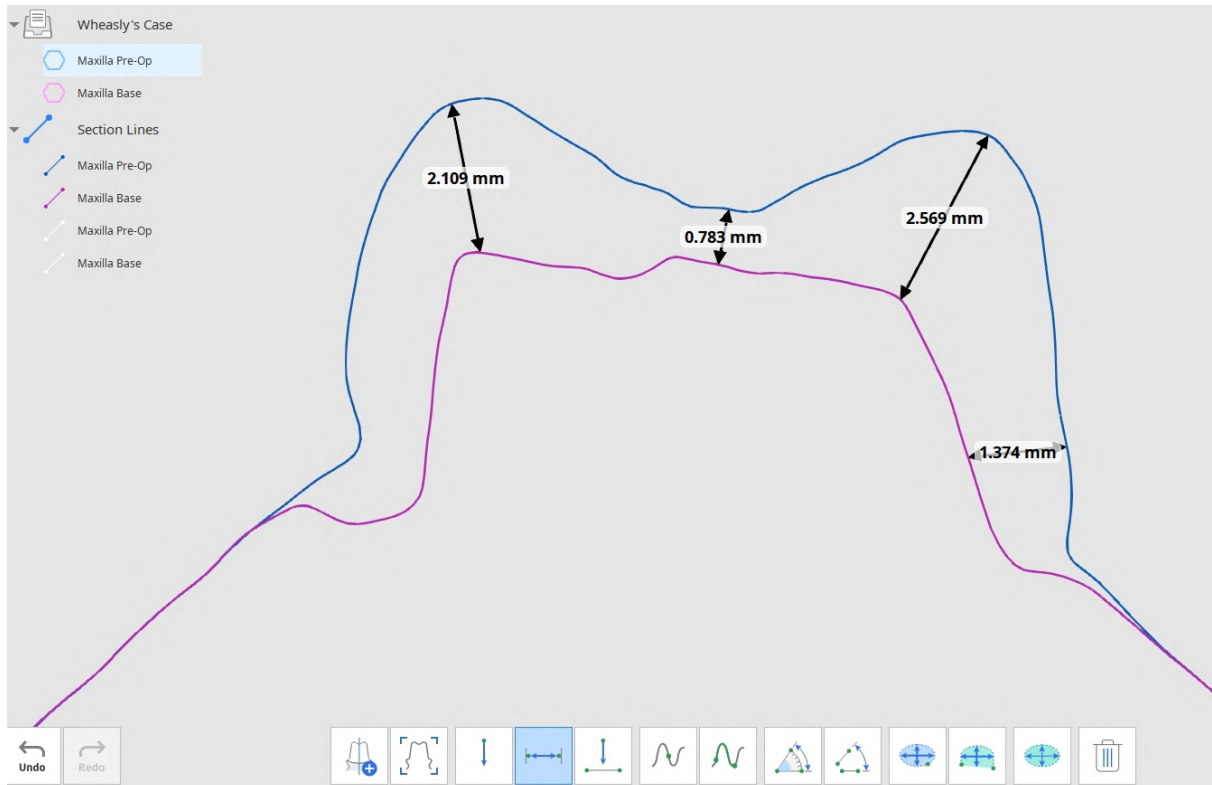 Wheasly's Case
Maxilla Pre-Op
Maxilla Base
Section Lines
Maxilla Pre-Op
Maxilla Base
Maxilla Pre-Op
Maxilla Base
2.109 mm
0.783 mm
2.569 mm
1.374 mm
Undo
Redo